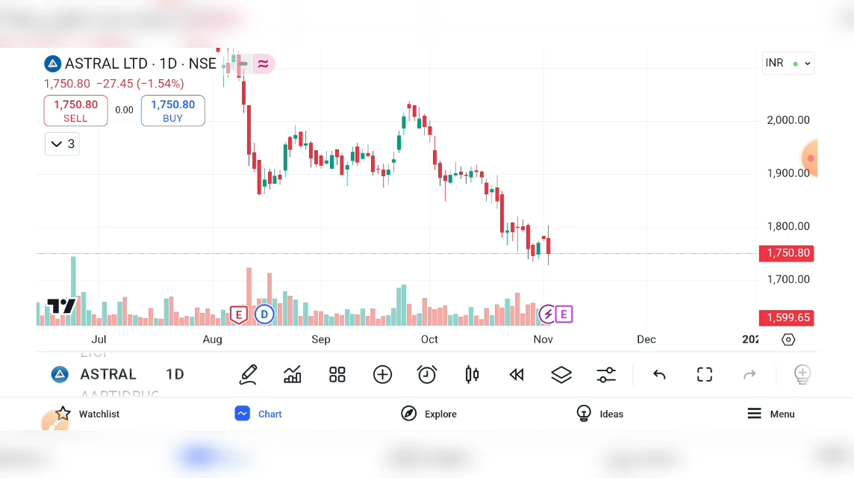 ASTRAL LTD · 1D · NSE
INR
1,750.80 −27.45 (−1.54%)
1,750.80
SELL
0.00
1,750.80
BUY
3
2,000.00
1,900.00
1,800.00
1,750.80
1,700.00
1,599.65
E
D
E
Jul
Aug
Sep
Oct
Nov
Dec
ASTRAL
1D
Watchlist
Chart
Explore
Ideas
Menu